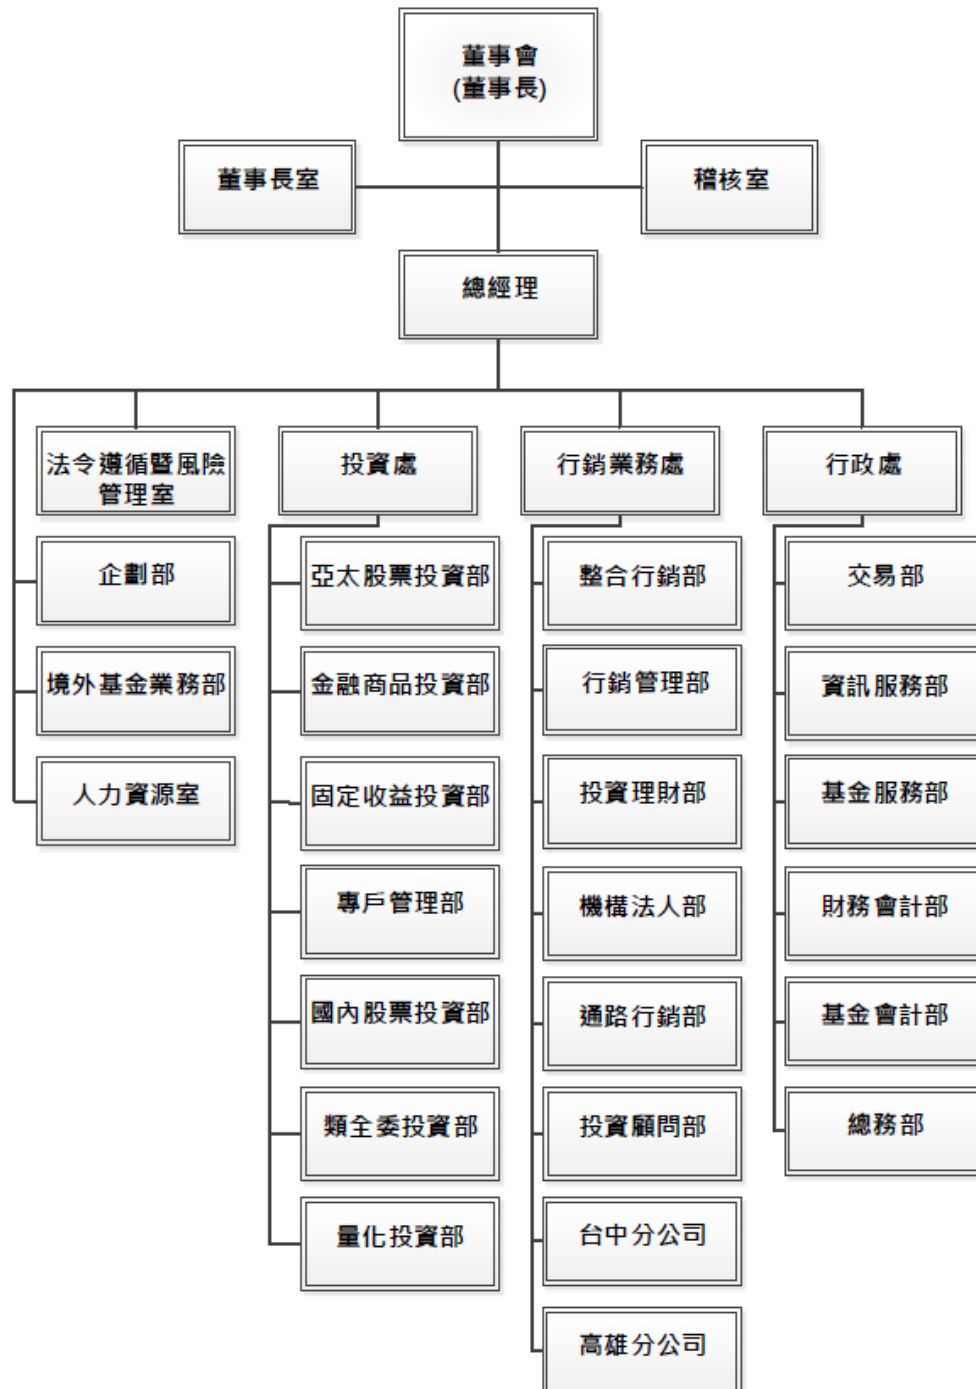 董事會
(董事長)
董事長室
稽核室
總經理
法令遵循暨風險
管理室
投資處
行銷業務處
行政處
企劃部
亞太股票投資部
整合行銷部
交易部
境外基金業務部
金融商品投資部
行銷管理部
資訊服務部
人力資源室
固定收益投資部
投資理財部
基金服務部
專戶管理部
機構法人部
財務會計部
國內股票投資部
通路行銷部
基金會計部
類全委投資部
投資顧問部
總務部
量化投資部
台中分公司
高雄分公司